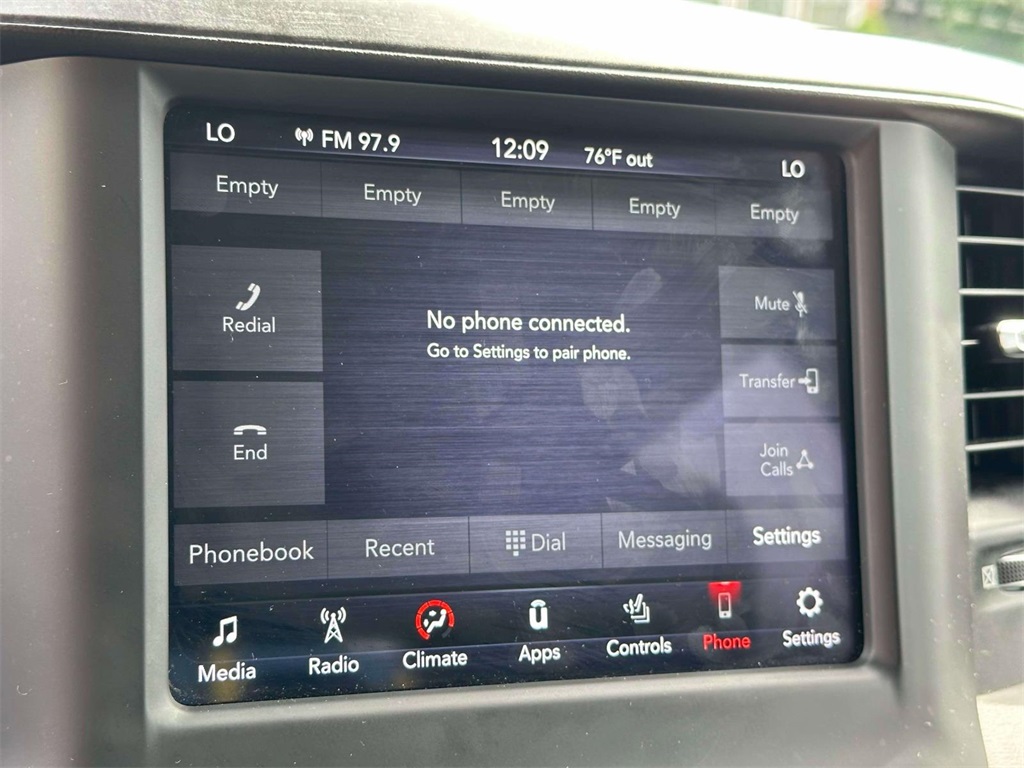 LO FM 97.9 12:09 76°F out LO
Empty Empty Empty Empty Empty
Redial
No phone connected.
Go to Settings to pair phone.
Mute
Transfer
End
Join
Calls
Phonebook Recent Dial Messaging Settings
Media Radio Climate Apps Controls Phone Settings